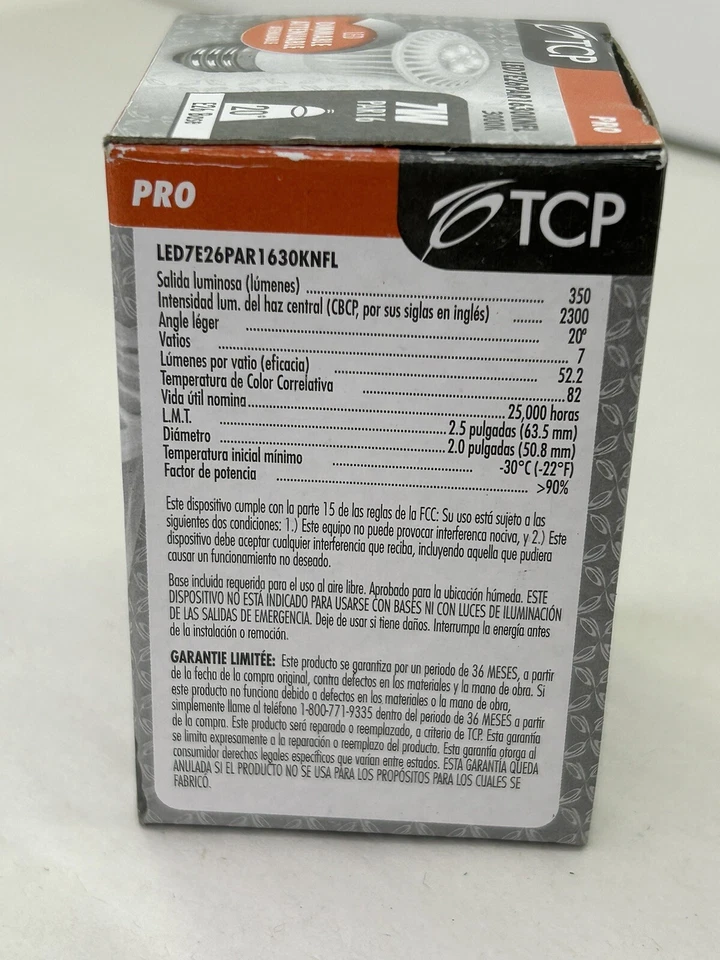 LED
DIMMABLE
ATTENUABLE
ATENUABLE
TCP
LED7E26PAR1630KNFL
3000K
PRO
7W
PAR16
20°
E26 Base
PRO
TCP
LED7E26PAR1630KNFL
Salida luminosa (lúmenes) 350
Intensidad lum. del haz central (CBCP, por sus siglas en inglés) 2300
Angle léger 20°
Vatios 7
Lúmenes por vatio (eficacia) 52.2
Temperatura de Color Correlativa 82
Vida útil nomina 25,000 horas
L.M.T. 2.5 pulgadas (63.5 mm)
Diámetro 2.0 pulgadas (50.8 mm)
Temperatura inicial mínimo -30°C (-22°F)
Factor de potencia >90%
Este dispositivo cumple con la parte 15 de las reglas de la FCC: Su uso está sujeto a las
siguientes dos condiciones: 1.) Este equipo no puede provocar interferenca nociva, y 2.) Este
dispositivo debe aceptar cualquier interferencia que reciba, incluyendo aquella que pudiera
causar un funcionamiento no deseado.
Base incluida requerida para el uso al aire libre. Aprobado para la ubicación húmeda. ESTE
DISPOSITIVO NO ESTÁ INDICADO PARA USARSE CON BASES NI CON LUCES DE ILUMINACIÓN
DE LAS SALIDAS DE EMERGENCIA. Deje de usar si tiene daños. Interrumpa la energía antes
de la instalación o remoción.
GARANTIE LIMITÉE: Este producto se garantiza por un periodo de 36 MESES, a partir
de la fecha de la compra original, contra defectos en los materiales y la mano de obra. Si
este producto no funciona debido a defectos en los materiales o la mano de obra,
simplemente llame al teléfono 1-800-771-9335 dentro del periodo de 36 MESES a partir
de la compra. Este producto será reparado o reemplazado, a criterio de TCP. Esta garantía
se limita expresamente a la reparación o reemplazo del producto. Esta garantía otorga al
consumidor derechos legales específicos que varían entre estados. ESTA GARANTÍA QUEDA
ANULADA SI EL PRODUCTO NO SE USA PARA LOS PROPÓSITOS PARA LOS CUALES SE
FABRICÓ.